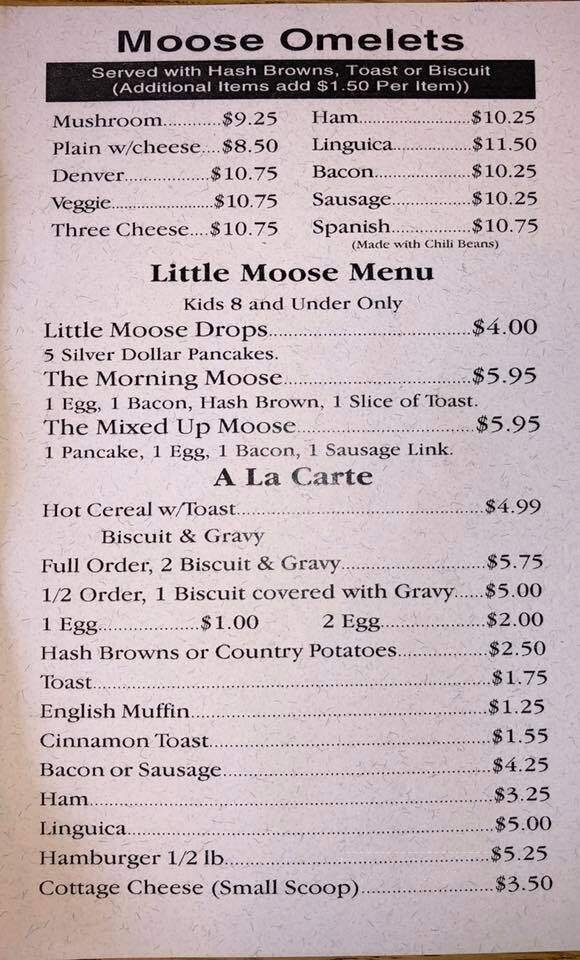 Moose Omelets
Served with Hash Browns, Toast or Biscuit
(Additional Items add $1.50 Per Item))
Mushroom............$9.25 Ham.......................$10.25
Plain w/cheese....$8.50 Linguica................$11.50
Denver.................$10.75 Bacon....................$10.25
Veggie.....................$10.75 Sausage................$10.25
Three Cheese....$10.75 Spanish................$10.75
(Made with Chili Beans)
Little Moose Menu
Kids 8 and Under Only
Little Moose Drops..........................................$4.00
5 Silver Dollar Pancakes.
The Morning Moose.......................................$5.95
1 Egg, 1 Bacon, Hash Brown, 1 Slice of Toast.
The Mixed Up Moose.....................................$5.95
1 Pancake, 1 Egg, 1 Bacon, 1 Sausage Link.
A La Carte
Hot Cereal w/Toast...................................................$4.99
Biscuit & Gravy
Full Order, 2 Biscuit & Gravy.............................$5.75
1/2 Order, 1 Biscuit covered with Gravy......$5.00
1 Egg....................$1.00 2 Egg.....................$2.00
Hash Browns or Country Potatoes..................$2.50
Toast...............................................................................$1.75
English Muffin.............................................................$1.25
Cinnamon Toast.........................................................$1.55
Bacon or Sausage.......................................................$4.25
Ham................................................................................$3.25
Linguica.........................................................................$5.00
Hamburger 1/2 lb.....................................................$5.25
Cottage Cheese (Small Scoop)...........................$3.50